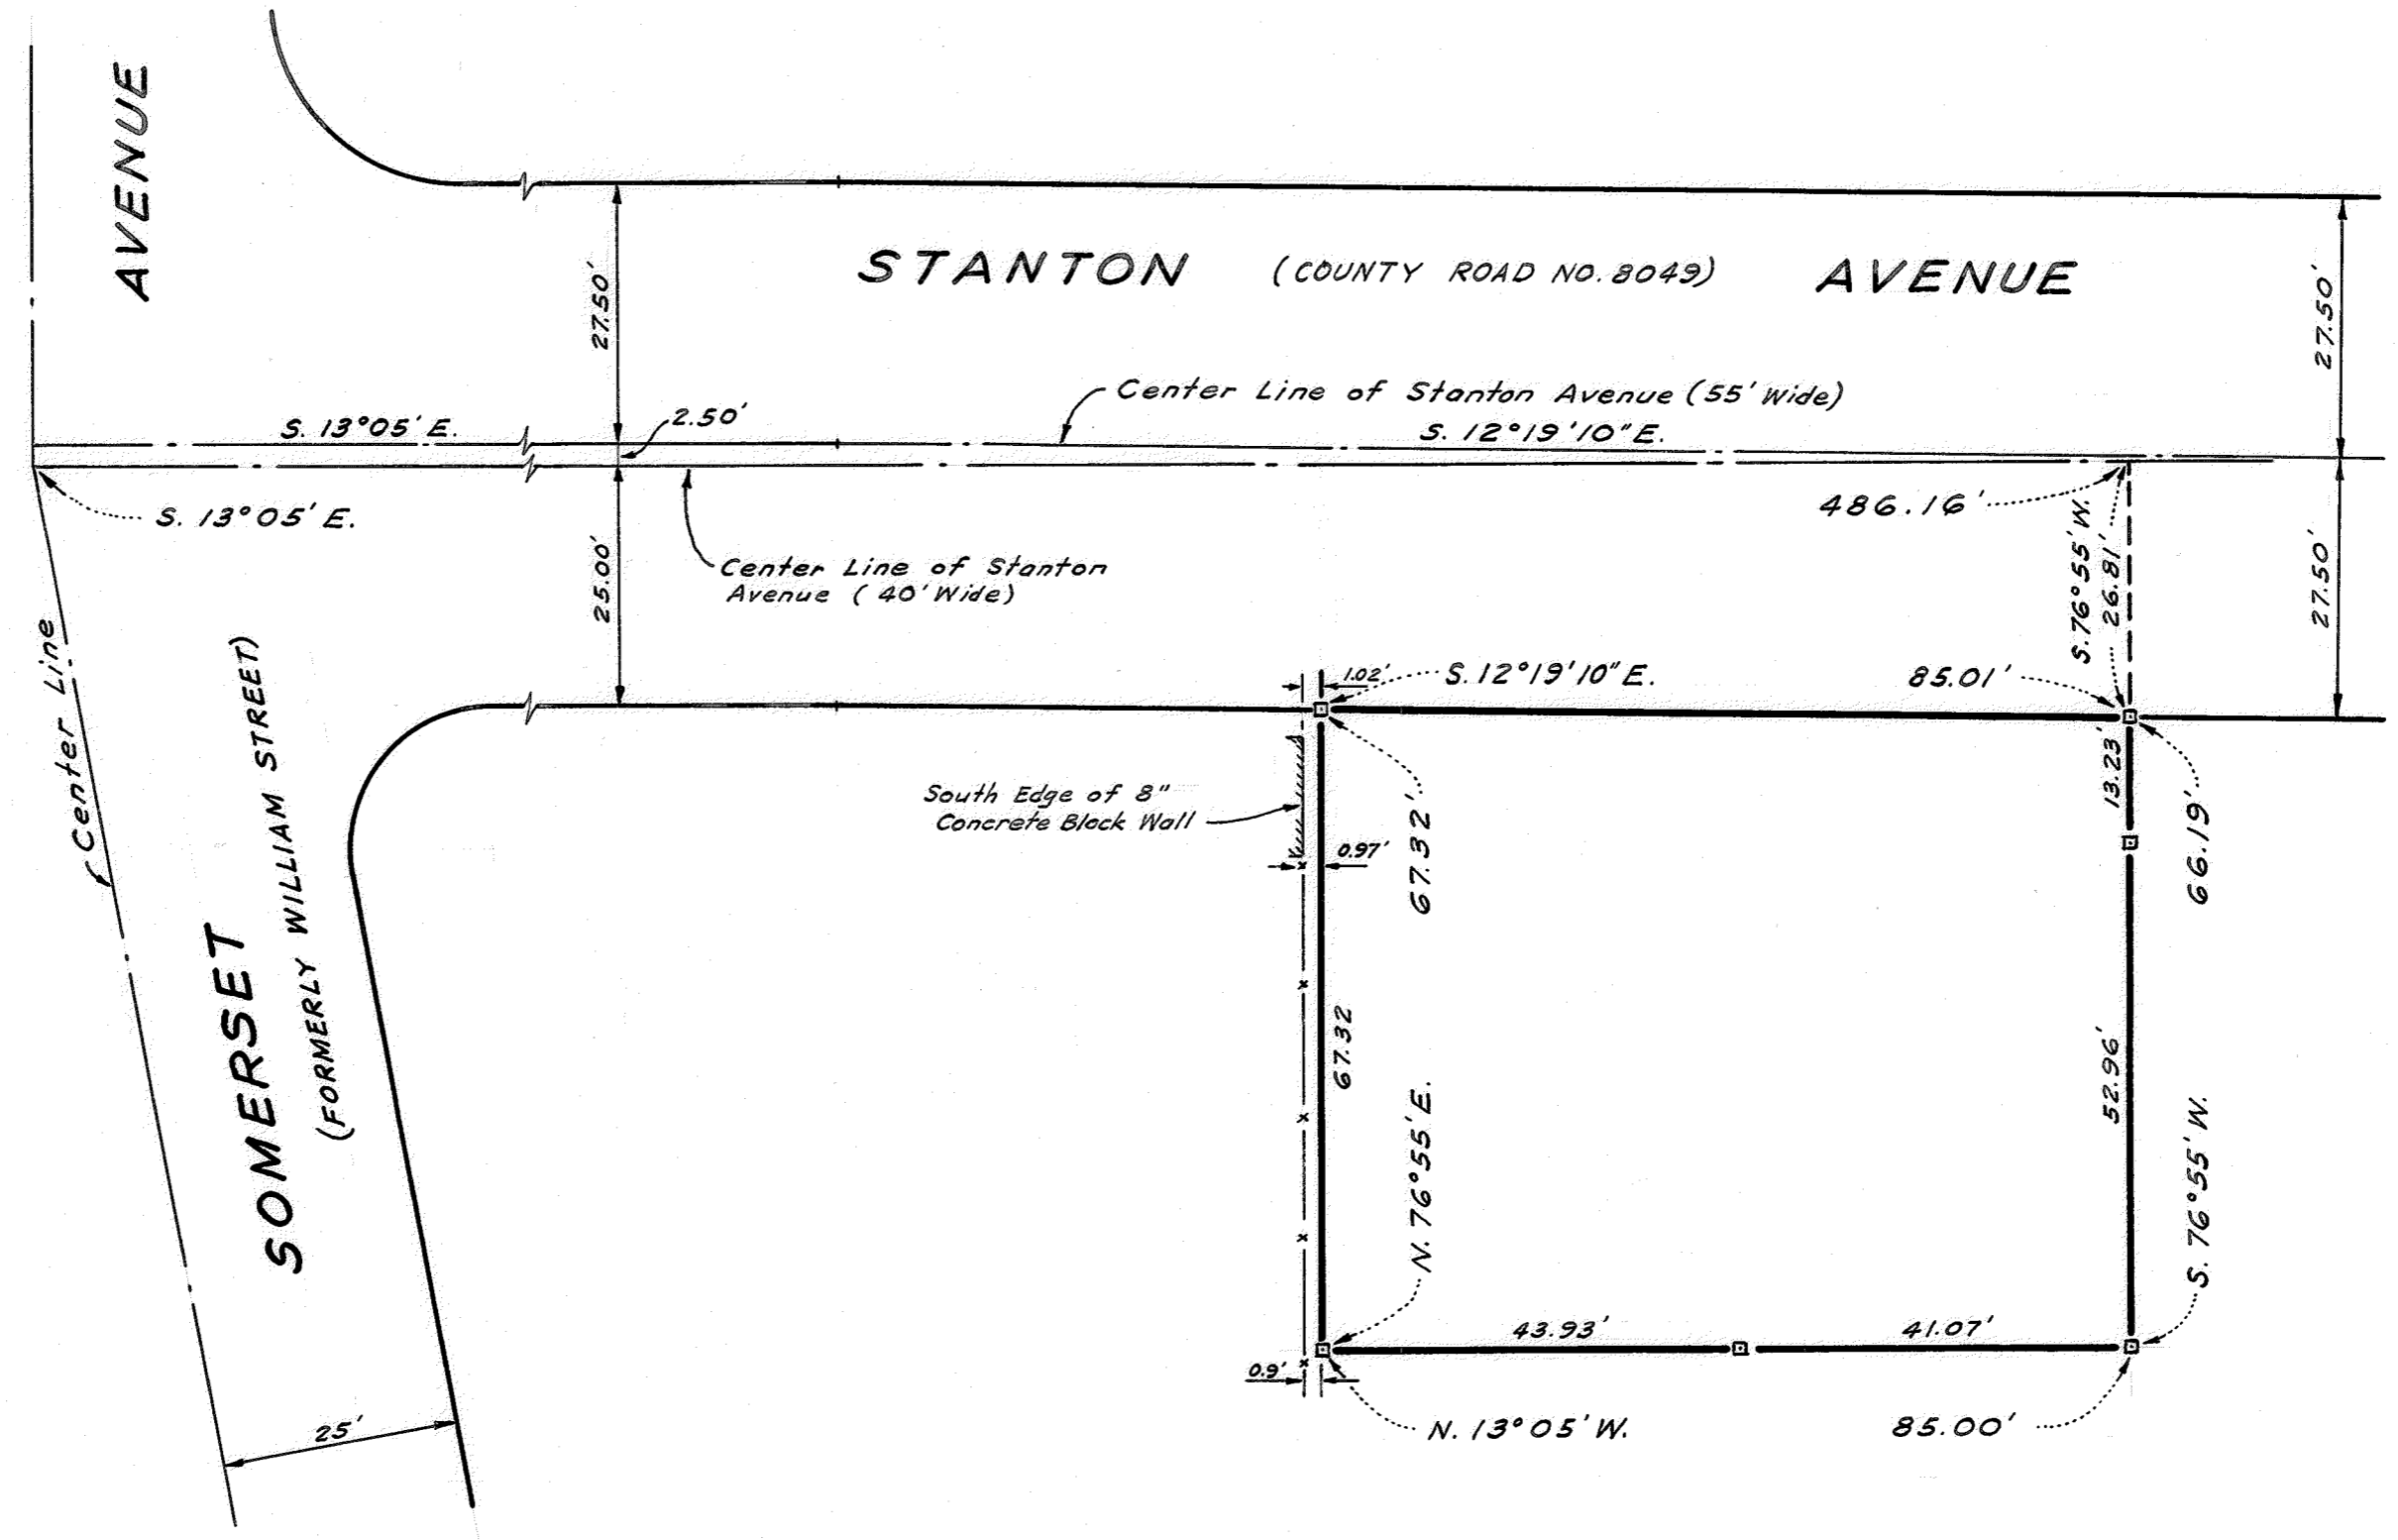 AVENUE
STANTON (COUNTY ROAD NO. 8049) AVENUE
27.50'
27.50'
Center Line of Stanton Avenue (55' Wide)
S. 13°05' E.
2.50'
S. 12°19'10" E.
S. 13°05' E.
486.16'
25.00'
Center Line of Stanton
Avenue (40' Wide)
S. 76°55' W.
26.81'
27.50'
Center Line
SOMERSET
(FORMERLY WILLIAM STREET)
1.02'
S. 12°19'10" E.
85.01'
South Edge of 8"
Concrete Block Wall
0.97'
67.32'
13.23'
66.19'
67.32
N. 76°55' E.
52.96'
S. 76°55' W.
43.93'
41.07'
0.9'
N. 13°05' W.
85.00'
25'